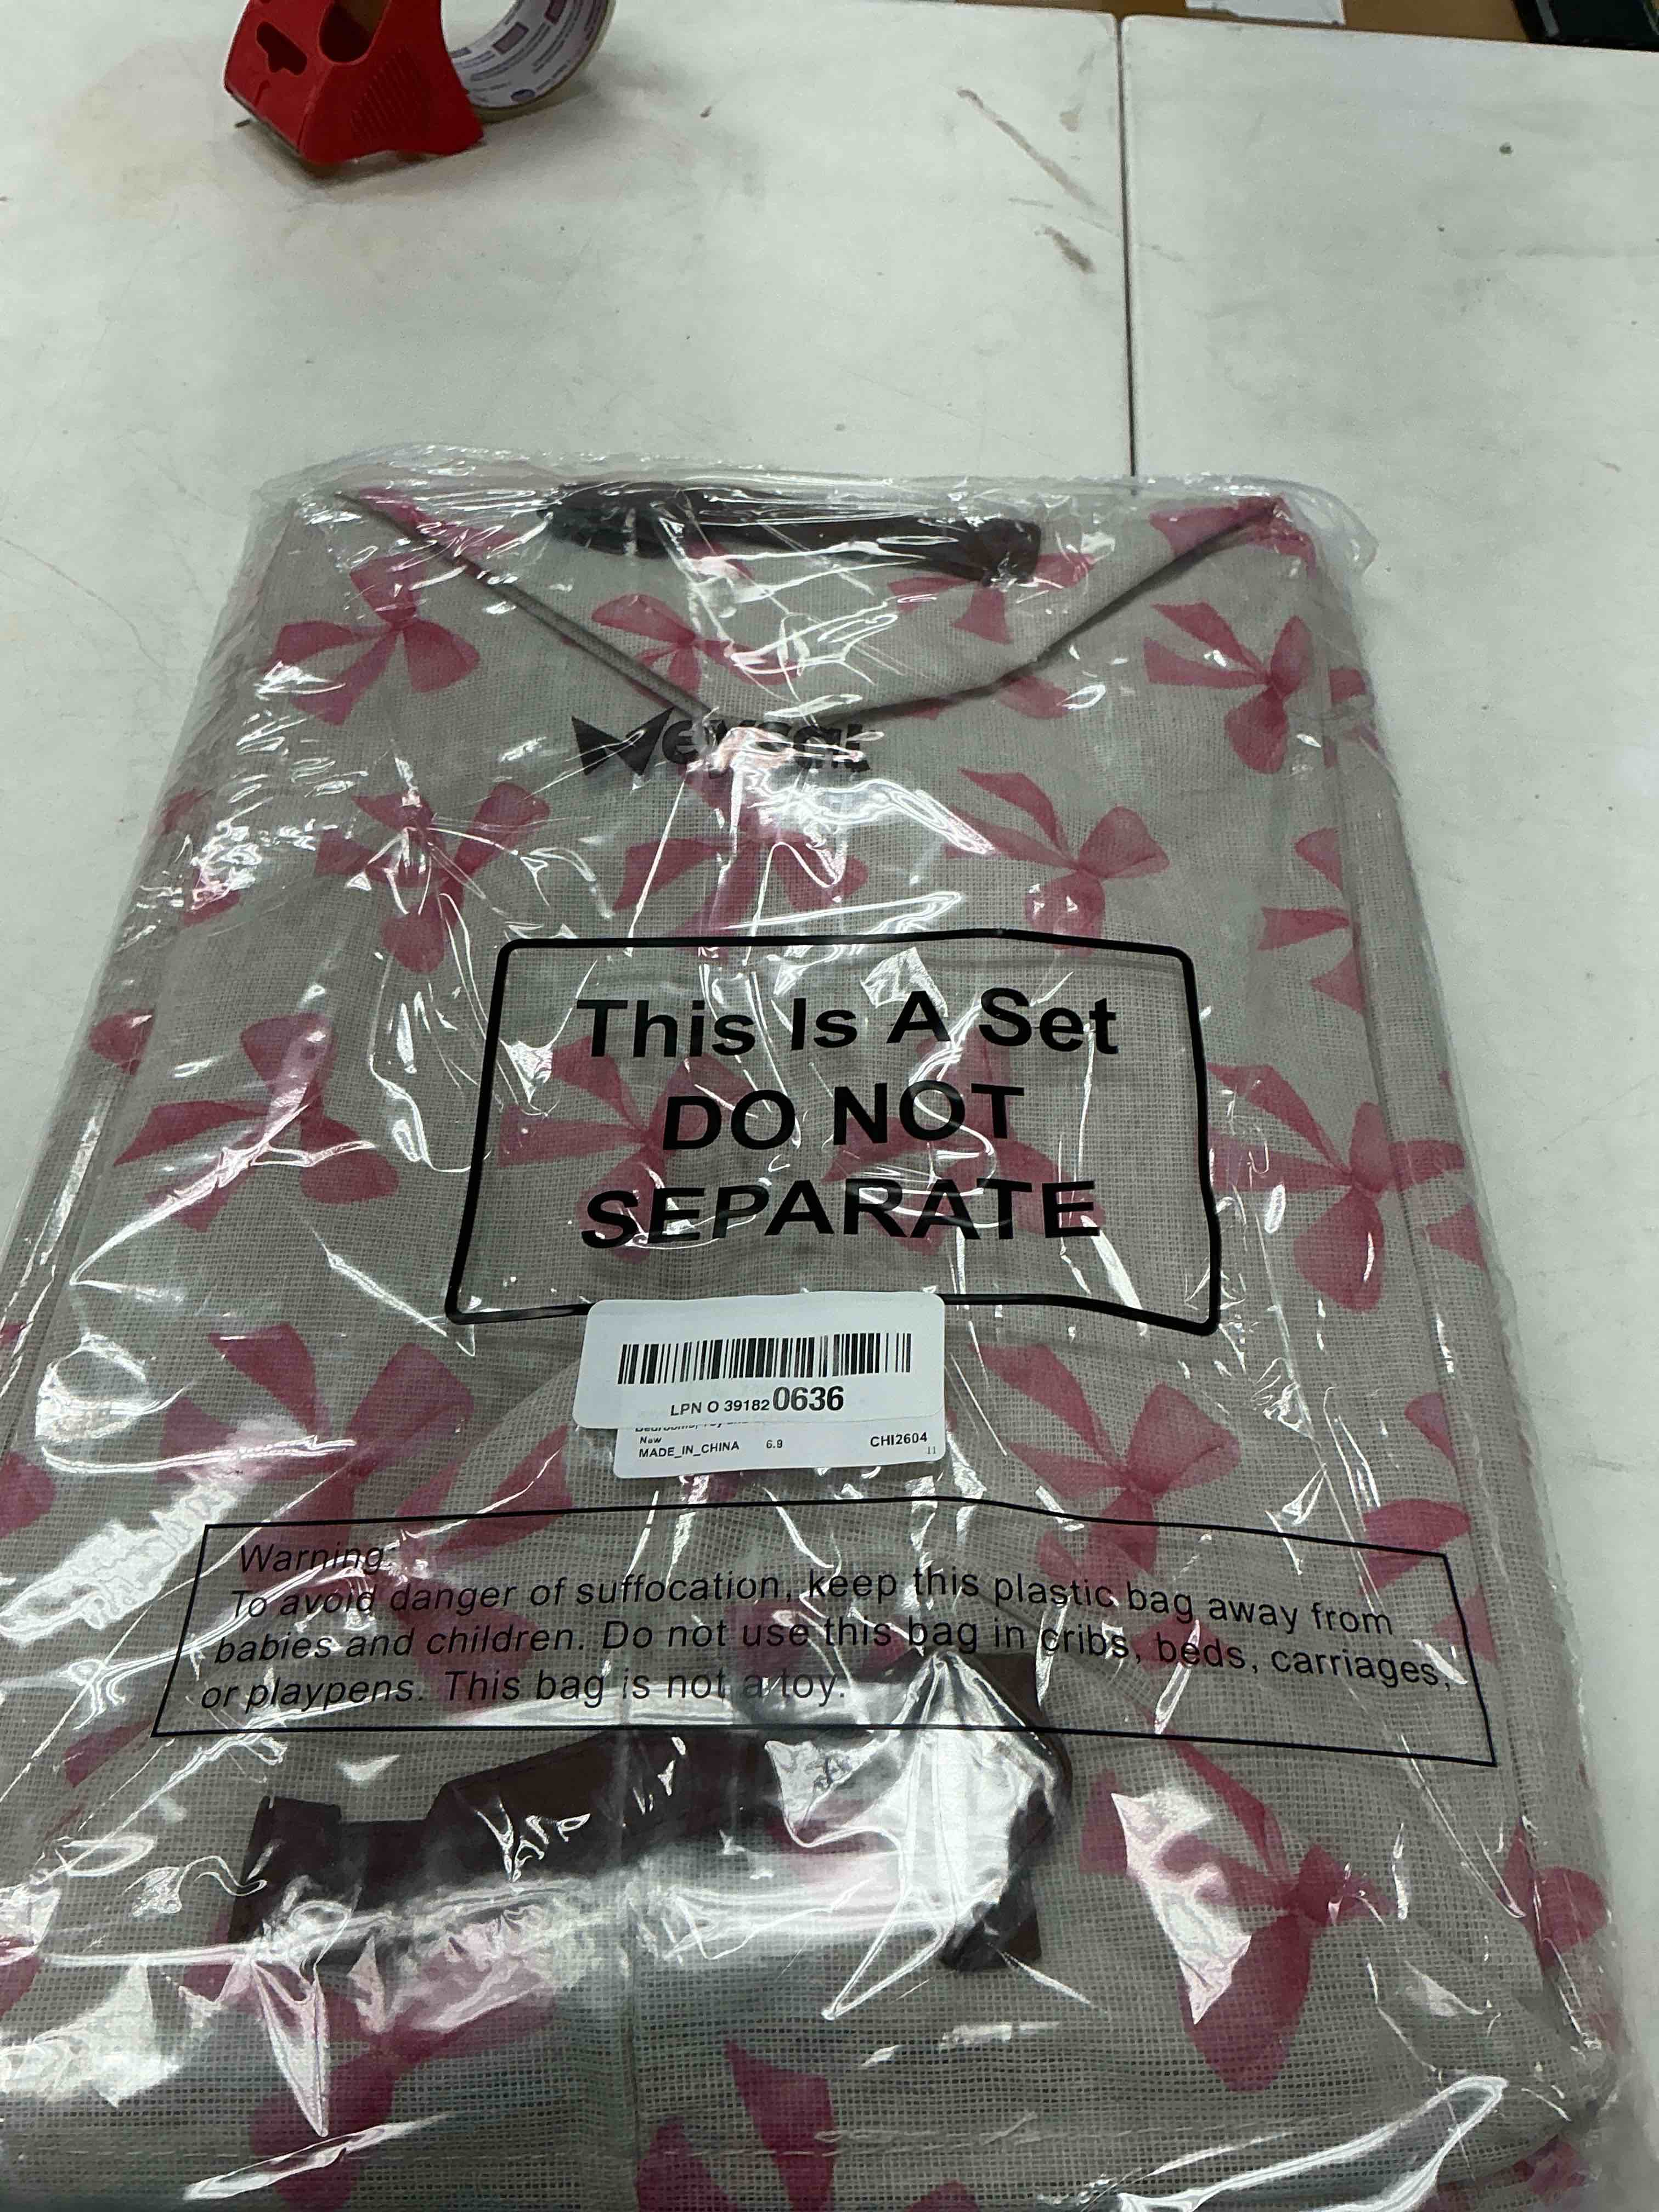 This Is A Set
DO NOT
SEPARATE
LPN O 391820636
New
MADE_IN_CHINA 6.9 CHI2604
11
Warning:
To avoid danger of suffocation, keep this plastic bag away from
babies and children. Do not use this bag in cribs, beds, carriages,
or playpens. This bag is not a toy.